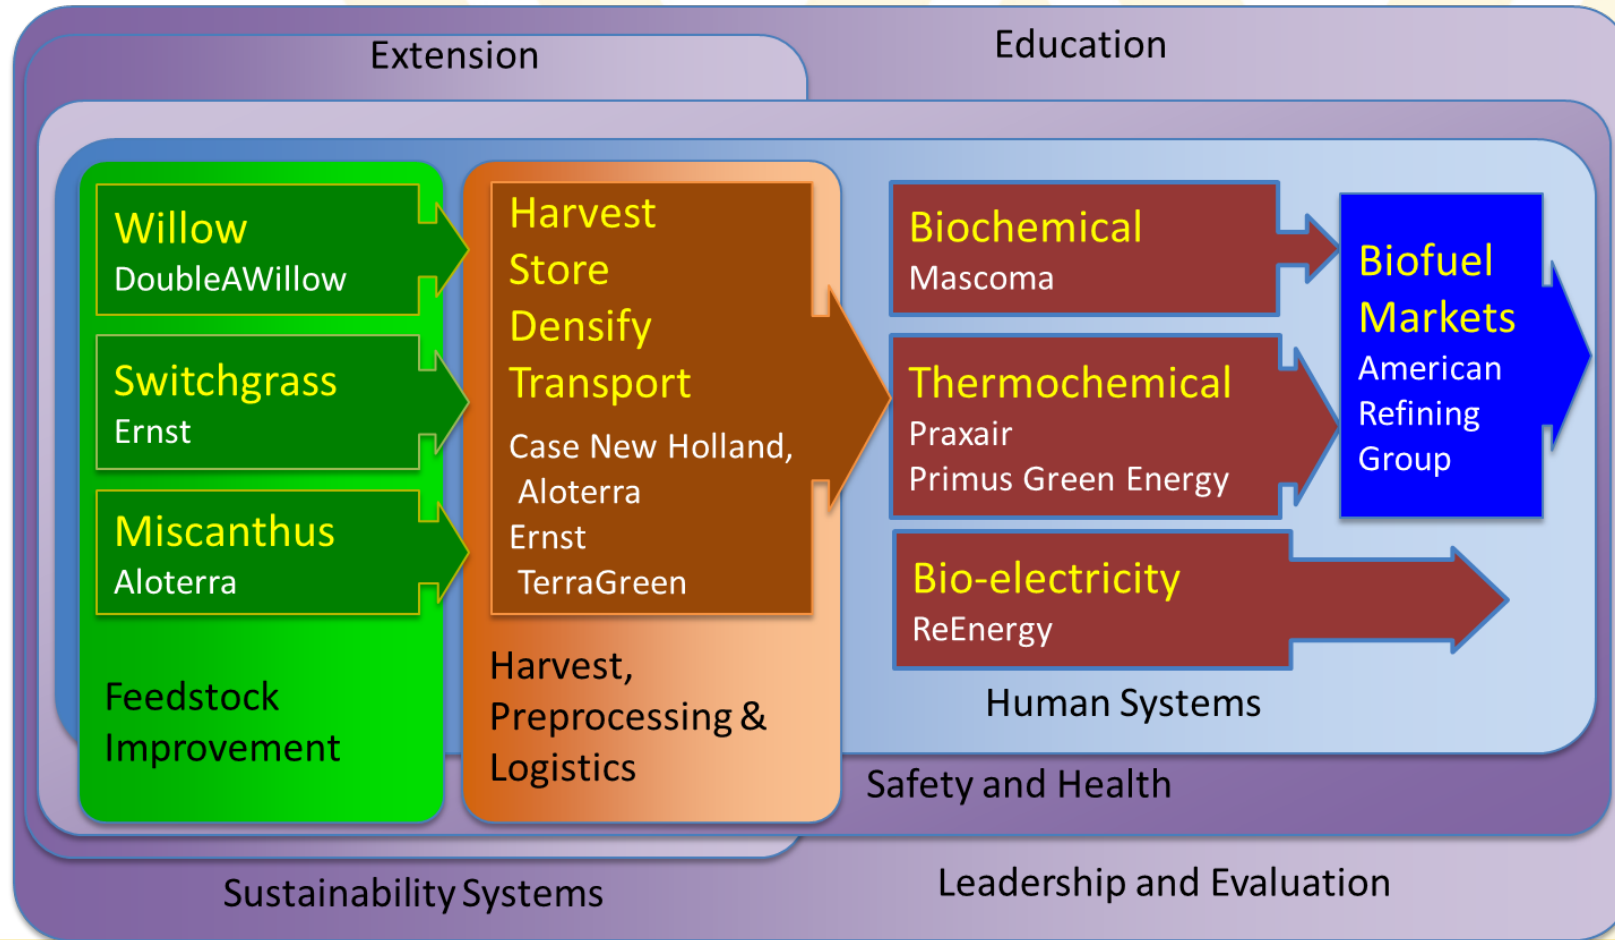 Extension
Education
Willow
DoubleAWillow
Switchgrass
Ernst
Miscanthus
Aloterra
Feedstock
Improvement
Harvest
Store
Densify
Transport
Case New Holland,
Aloterra
Ernst
TerraGreen
Harvest,
Preprocessing &
Logistics
Biochemical
Mascoma
Thermochemical
Praxair
Primus Green Energy
Bio-electricity
ReEnergy
Biofuel
Markets
American
Refining
Group
Human Systems
Safety and Health
Sustainability Systems
Leadership and Evaluation